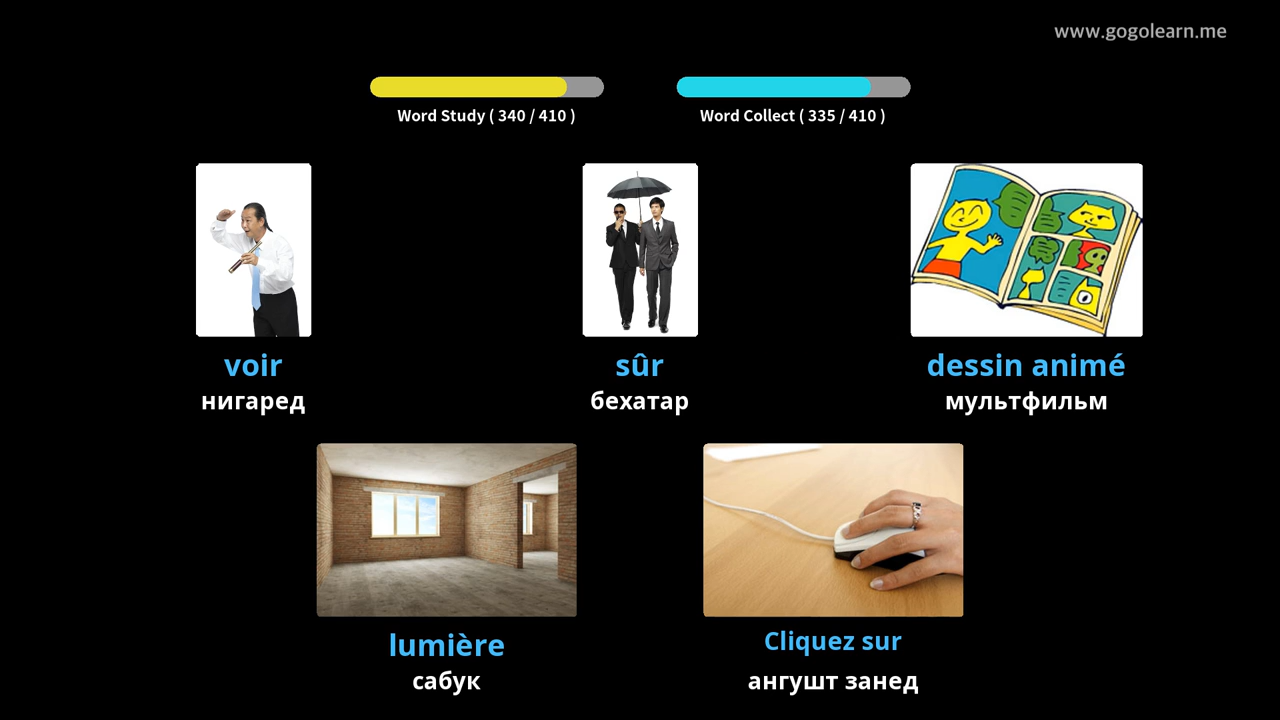 www.gogolearn.me
Word Study ( 340 / 410 )
Word Collect ( 335 / 410 )
voir
нигаред
sûr
бехатар
dessin animé
мультфильм
lumière
сабук
Cliquez sur
ангушт занед